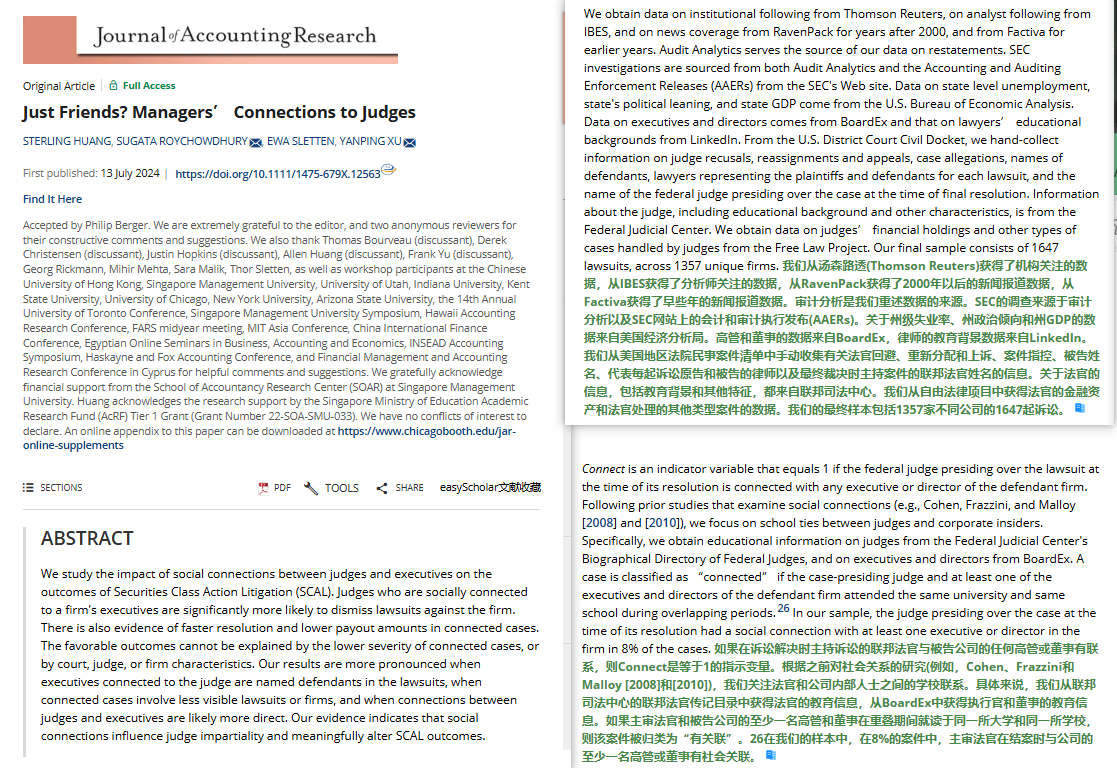 Journal of Accounting Research
Original Article
Full Access
Just Friends? Managers’ Connections to Judges
STERLING HUANG, SUGATA ROYCHOWDHURY, EWA SLETTEN, YANPING XU
First published: 13 July 2024 | https://doi.org/10.1111/1475-679X.12563
Find It Here
Accepted by Philip Berger. We are extremely grateful to the editor, and two anonymous reviewers for
their constructive comments and suggestions. We also thank Thomas Bourveau (discussant), Derek
Christensen (discussant), Justin Hopkins (discussant), Allen Huang (discussant), Frank Yu (discussant),
Georg Rickmann, Mihir Mehta, Sara Malik, Thor Sletten, as well as workshop participants at the Chinese
University of Hong Kong, Singapore Management University, University of Utah, Indiana University, Kent
State University, University of Chicago, New York University, Arizona State University, the 14th Annual
University of Toronto Conference, Singapore Management University Symposium, Hawaii Accounting
Research Conference, FARS midyear meeting, MIT Asia Conference, China International Finance
Conference, Egyptian Online Seminars in Business, Accounting and Economics, INSEAD Accounting
Symposium, Haskayne and Fox Accounting Conference, and Financial Management and Accounting
Research Conference in Cyprus for helpful comments and suggestions. We gratefully acknowledge
financial support from the School of Accountancy Research Center (SOAR) at Singapore Management
University. Huang acknowledges the research support by the Singapore Ministry of Education Academic
Research Fund (AcRF) Tier 1 Grant (Grant Number 22-SOA-SMU-033). We have no conflicts of interest to
declare. An online appendix to this paper can be downloaded at https://www.chicagobooth.edu/jar-
online-supplements
SECTIONS
PDF
TOOLS
SHARE
easyScholar文献收藏
ABSTRACT
We study the impact of social connections between judges and executives on the
outcomes of Securities Class Action Litigation (SCAL). Judges who are socially connected
to a firm's executives are significantly more likely to dismiss lawsuits against the firm.
There is also evidence of faster resolution and lower payout amounts in connected cases.
The favorable outcomes cannot be explained by the lower severity of connected cases, or
by court, judge, or firm characteristics. Our results are more pronounced when
executives connected to the judge are named defendants in the lawsuits, when
connected cases involve less visible lawsuits or firms, and when connections between
judges and executives are likely more direct. Our evidence indicates that social
connections influence judge impartiality and meaningfully alter SCAL outcomes.
We obtain data on institutional following from Thomson Reuters, on analyst following from
IBES, and on news coverage from RavenPack for years after 2000, and from Factiva for
earlier years. Audit Analytics serves the source of our data on restatements. SEC
investigations are sourced from both Audit Analytics and the Accounting and Auditing
Enforcement Releases (AAERs) from the SEC's Web site. Data on state level unemployment,
state's political leaning, and state GDP come from the U.S. Bureau of Economic Analysis.
Data on executives and directors comes from BoardEx and that on lawyers’ educational
backgrounds from LinkedIn. From the U.S. District Court Civil Docket, we hand-collect
information on judge recusals, reassignments and appeals, case allegations, names of
defendants, lawyers representing the plaintiffs and defendants for each lawsuit, and the
name of the federal judge presiding over the case at the time of final resolution. Information
about the judge, including educational background and other characteristics, is from the
Federal Judicial Center. We obtain data on judges’ financial holdings and other types of
cases handled by judges from the Free Law Project. Our final sample consists of 1647
lawsuits, across 1357 unique firms. 我们从汤森路透(Thomson Reuters)获得了机构关注的数
据，从IBES获得了分析师关注的数据，从RavenPack获得了2000年以后的新闻报道数据，从
Factiva获得了早些年的新闻报道数据。审计分析是我们重述数据的来源。SEC的调查来源于审计
分析以及SEC网站上的会计和审计执行发布(AAERs)。关于州级失业率、州政治倾向和州GDP的数
据来自美国经济分析局。高管和董事的数据来自BoardEx，律师的教育背景数据来自LinkedIn。
我们从美国地区法院民事案件清单中手动收集有关法官回避、重新分配和上诉、案件指控、被告姓
名、代表每起诉讼原告和被告的律师以及最终裁决时主持案件的联邦法官姓名的信息。关于法官的
信息，包括教育背景和其他特征，都来自联邦司法中心。我们从自由法律项目中获得法官的金融资
产和法官处理的其他类型案件的数据。我们的最终样本包括1357家不同公司的1647起诉讼。
Connect is an indicator variable that equals 1 if the federal judge presiding over the lawsuit at
the time of its resolution is connected with any executive or director of the defendant firm.
Following prior studies that examine social connections (e.g., Cohen, Frazzini, and Malloy
[2008] and [2010]), we focus on school ties between judges and corporate insiders.
Specifically, we obtain educational information on judges from the Federal Judicial Center's
Biographical Directory of Federal Judges, and on executives and directors from BoardEx. A
case is classified as “connected” if the case-presiding judge and at least one of the
executives and directors of the defendant firm attended the same university and same
school during overlapping periods.26 In our sample, the judge presiding over the case at the
time of its resolution had a social connection with at least one executive or director in the
firm in 8% of the cases. 如果在诉讼解决时主持诉讼的联邦法官与被告公司的任何高管或董事有联
系，则Connect是等于1的指示变量。根据之前对社会关系的研究(例如，Cohen、Frazzini和
Malloy [2008]和[2010])，我们关注法官和公司内部人士之间的学校联系。具体来说，我们从联邦
司法中心的联邦法官传记目录中获得法官的教育信息，从BoardEx中获得执行官和董事的教育信
息。如果主审法官和被告公司的至少一名高管和董事在重叠期间就读于同一所大学和同一所学校，
则该案件被归类为“有关联”。26在我们的样本中，在8%的案件中，主审法官在结案时与公司的
至少一名高管或董事有社会关联。